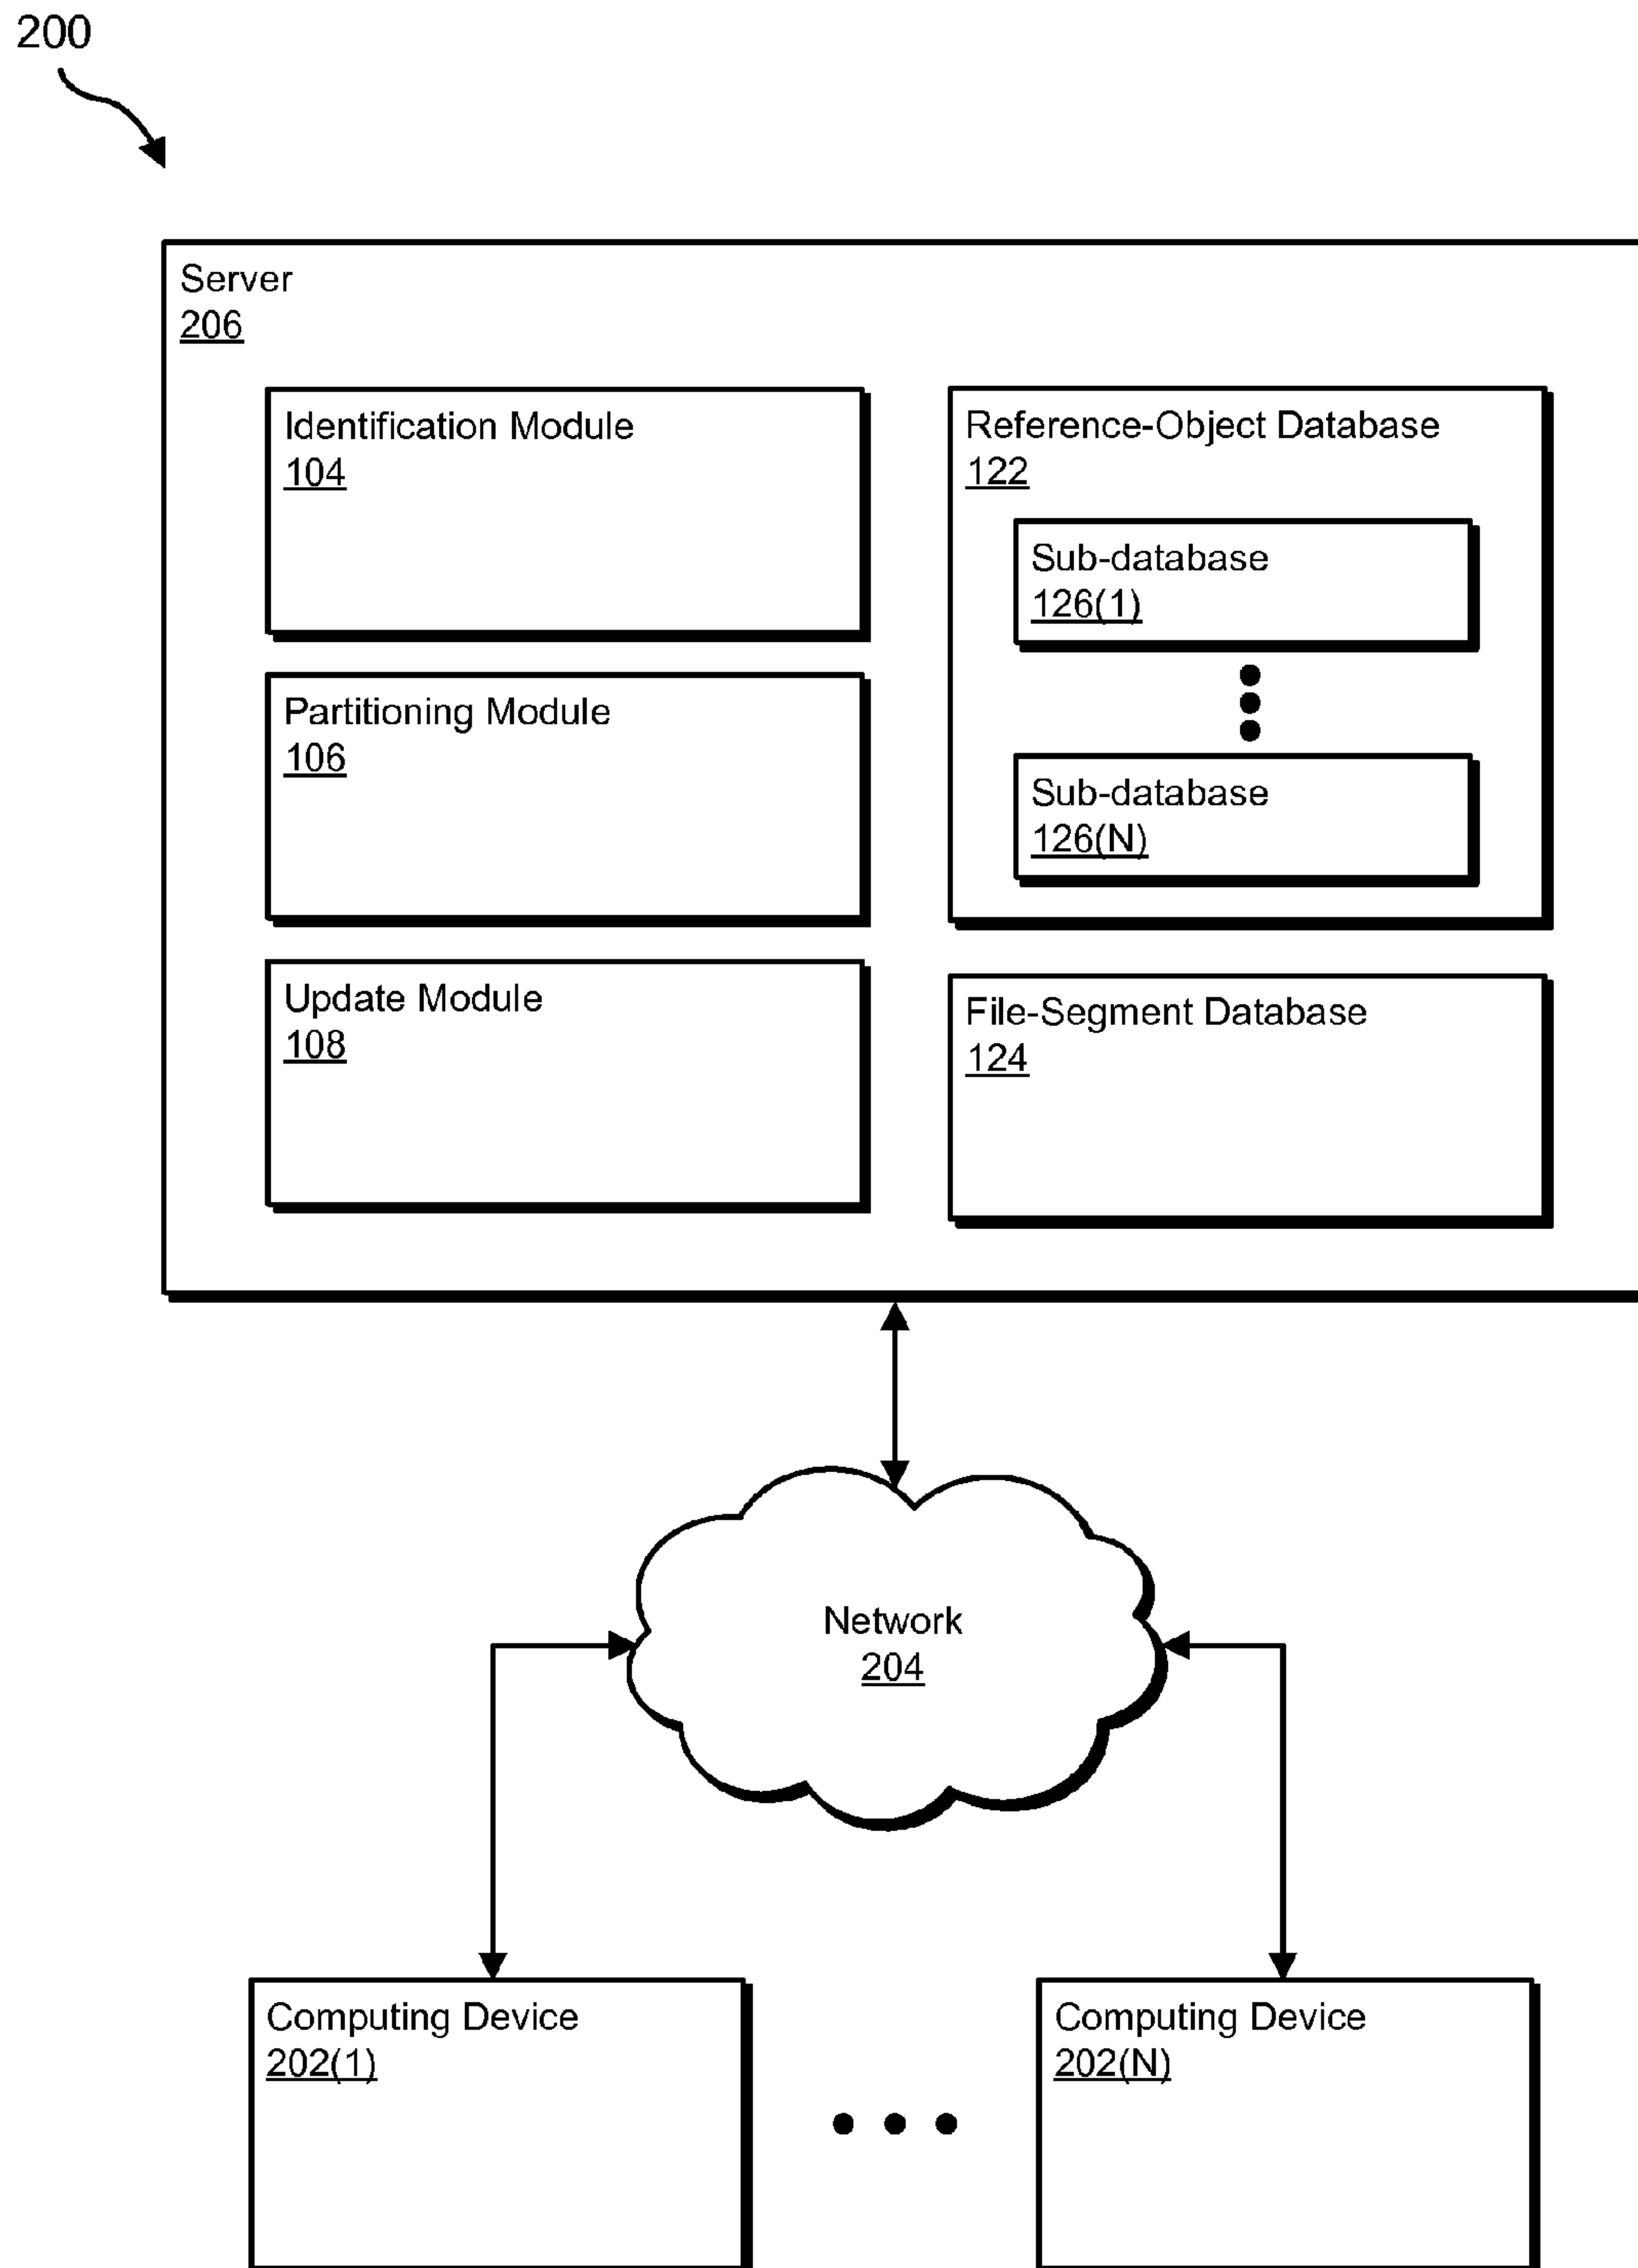 200
Server
206
Identification Module
104
Partitioning Module
106
Update Module
108
Reference-Object Database
122
Sub-database
126(1)
Sub-database
126(N)
File-Segment Database
124
Network
204
Computing Device
202(1)
Computing Device
202(N)